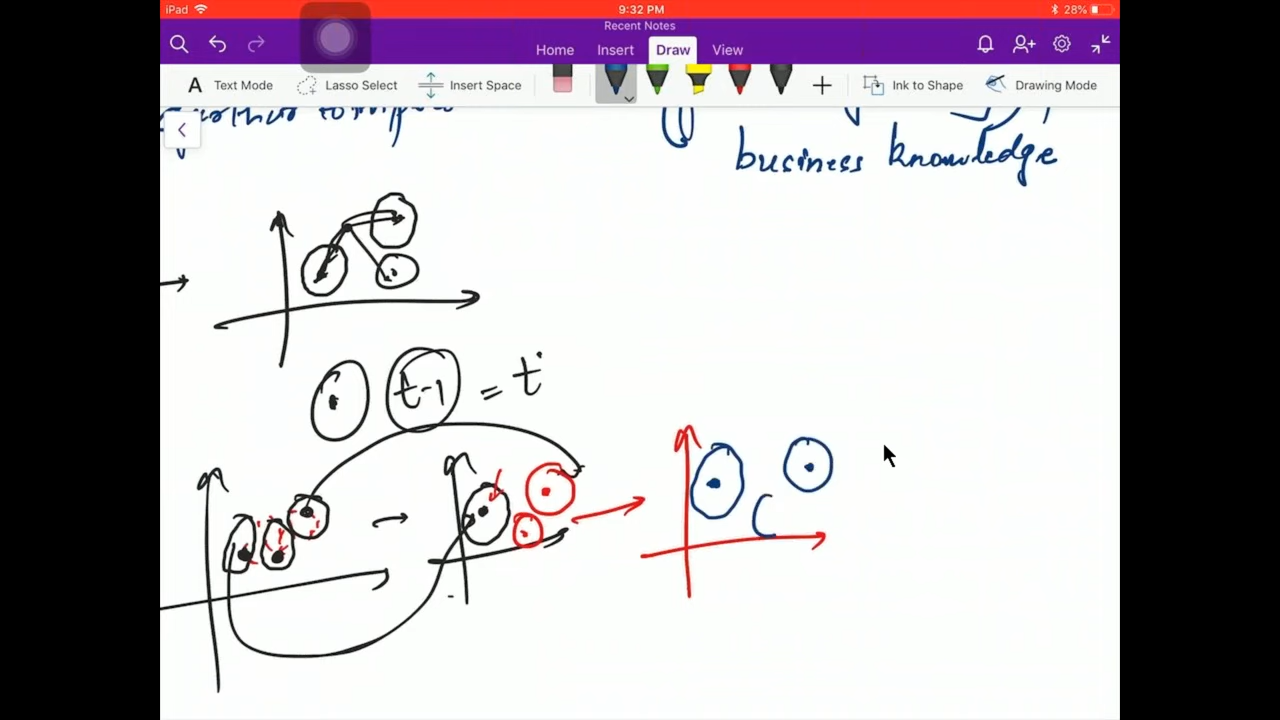 iPad 9:32 PM 28%
Recent Notes
Home Insert Draw View
A Text Mode Lasso Select Insert Space Ink to Shape Drawing Mode
business knowledge
t-1 = t